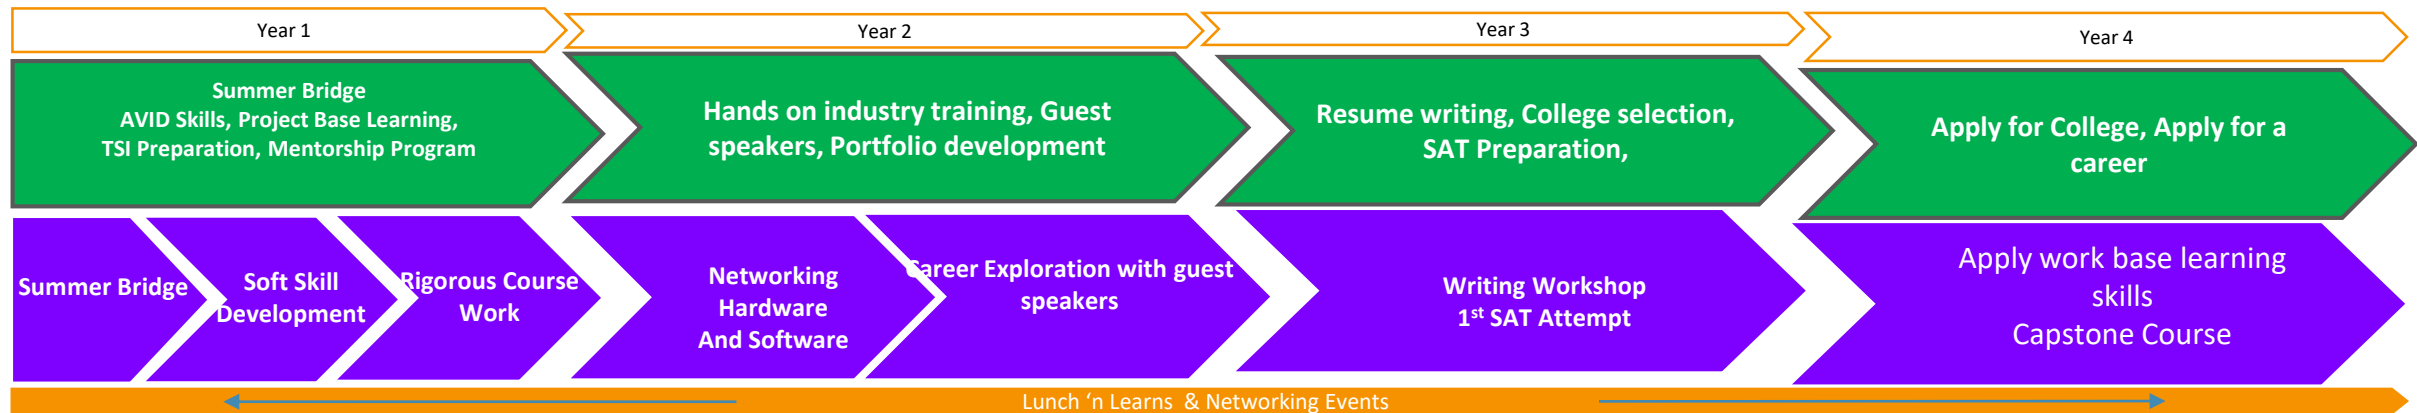 Year 1
Year 2
Year 3
Year 4
Summer Bridge
AVID Skills, Project Base Learning,
TSI Preparation, Mentorship Program
Hands on industry training, Guest
speakers, Portfolio development
Resume writing, College selection,
SAT Preparation,
Apply for College, Apply for a
career
Summer Bridge
Soft Skill
Development
Rigorous Course
Work
Networking
Hardware
And Software
Career Exploration with guest
speakers
Writing Workshop
1st SAT Attempt
Apply work base learning
skills
Capstone Course
Lunch ‘n Learns & Networking Events